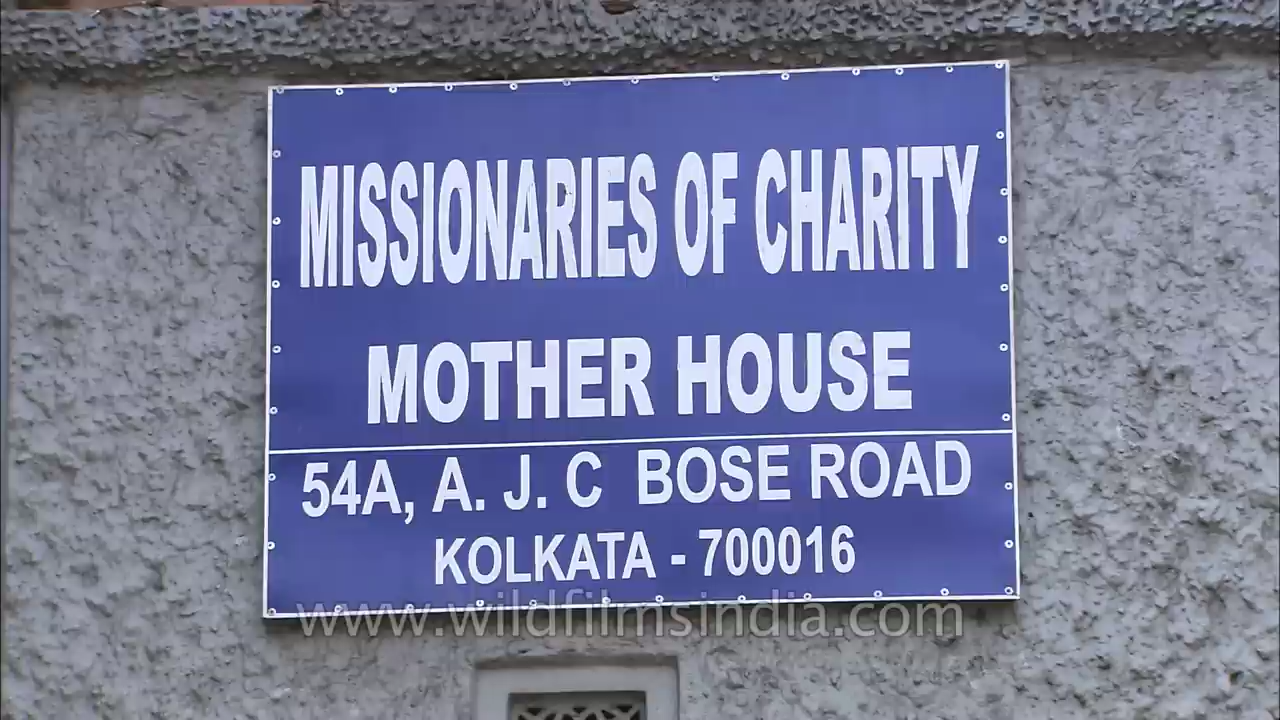 MISSIONARIES OF CHARITY
MOTHER HOUSE
54A, A. J. C BOSE ROAD
KOLKATA - 700016
www.wildfilmsindia.com